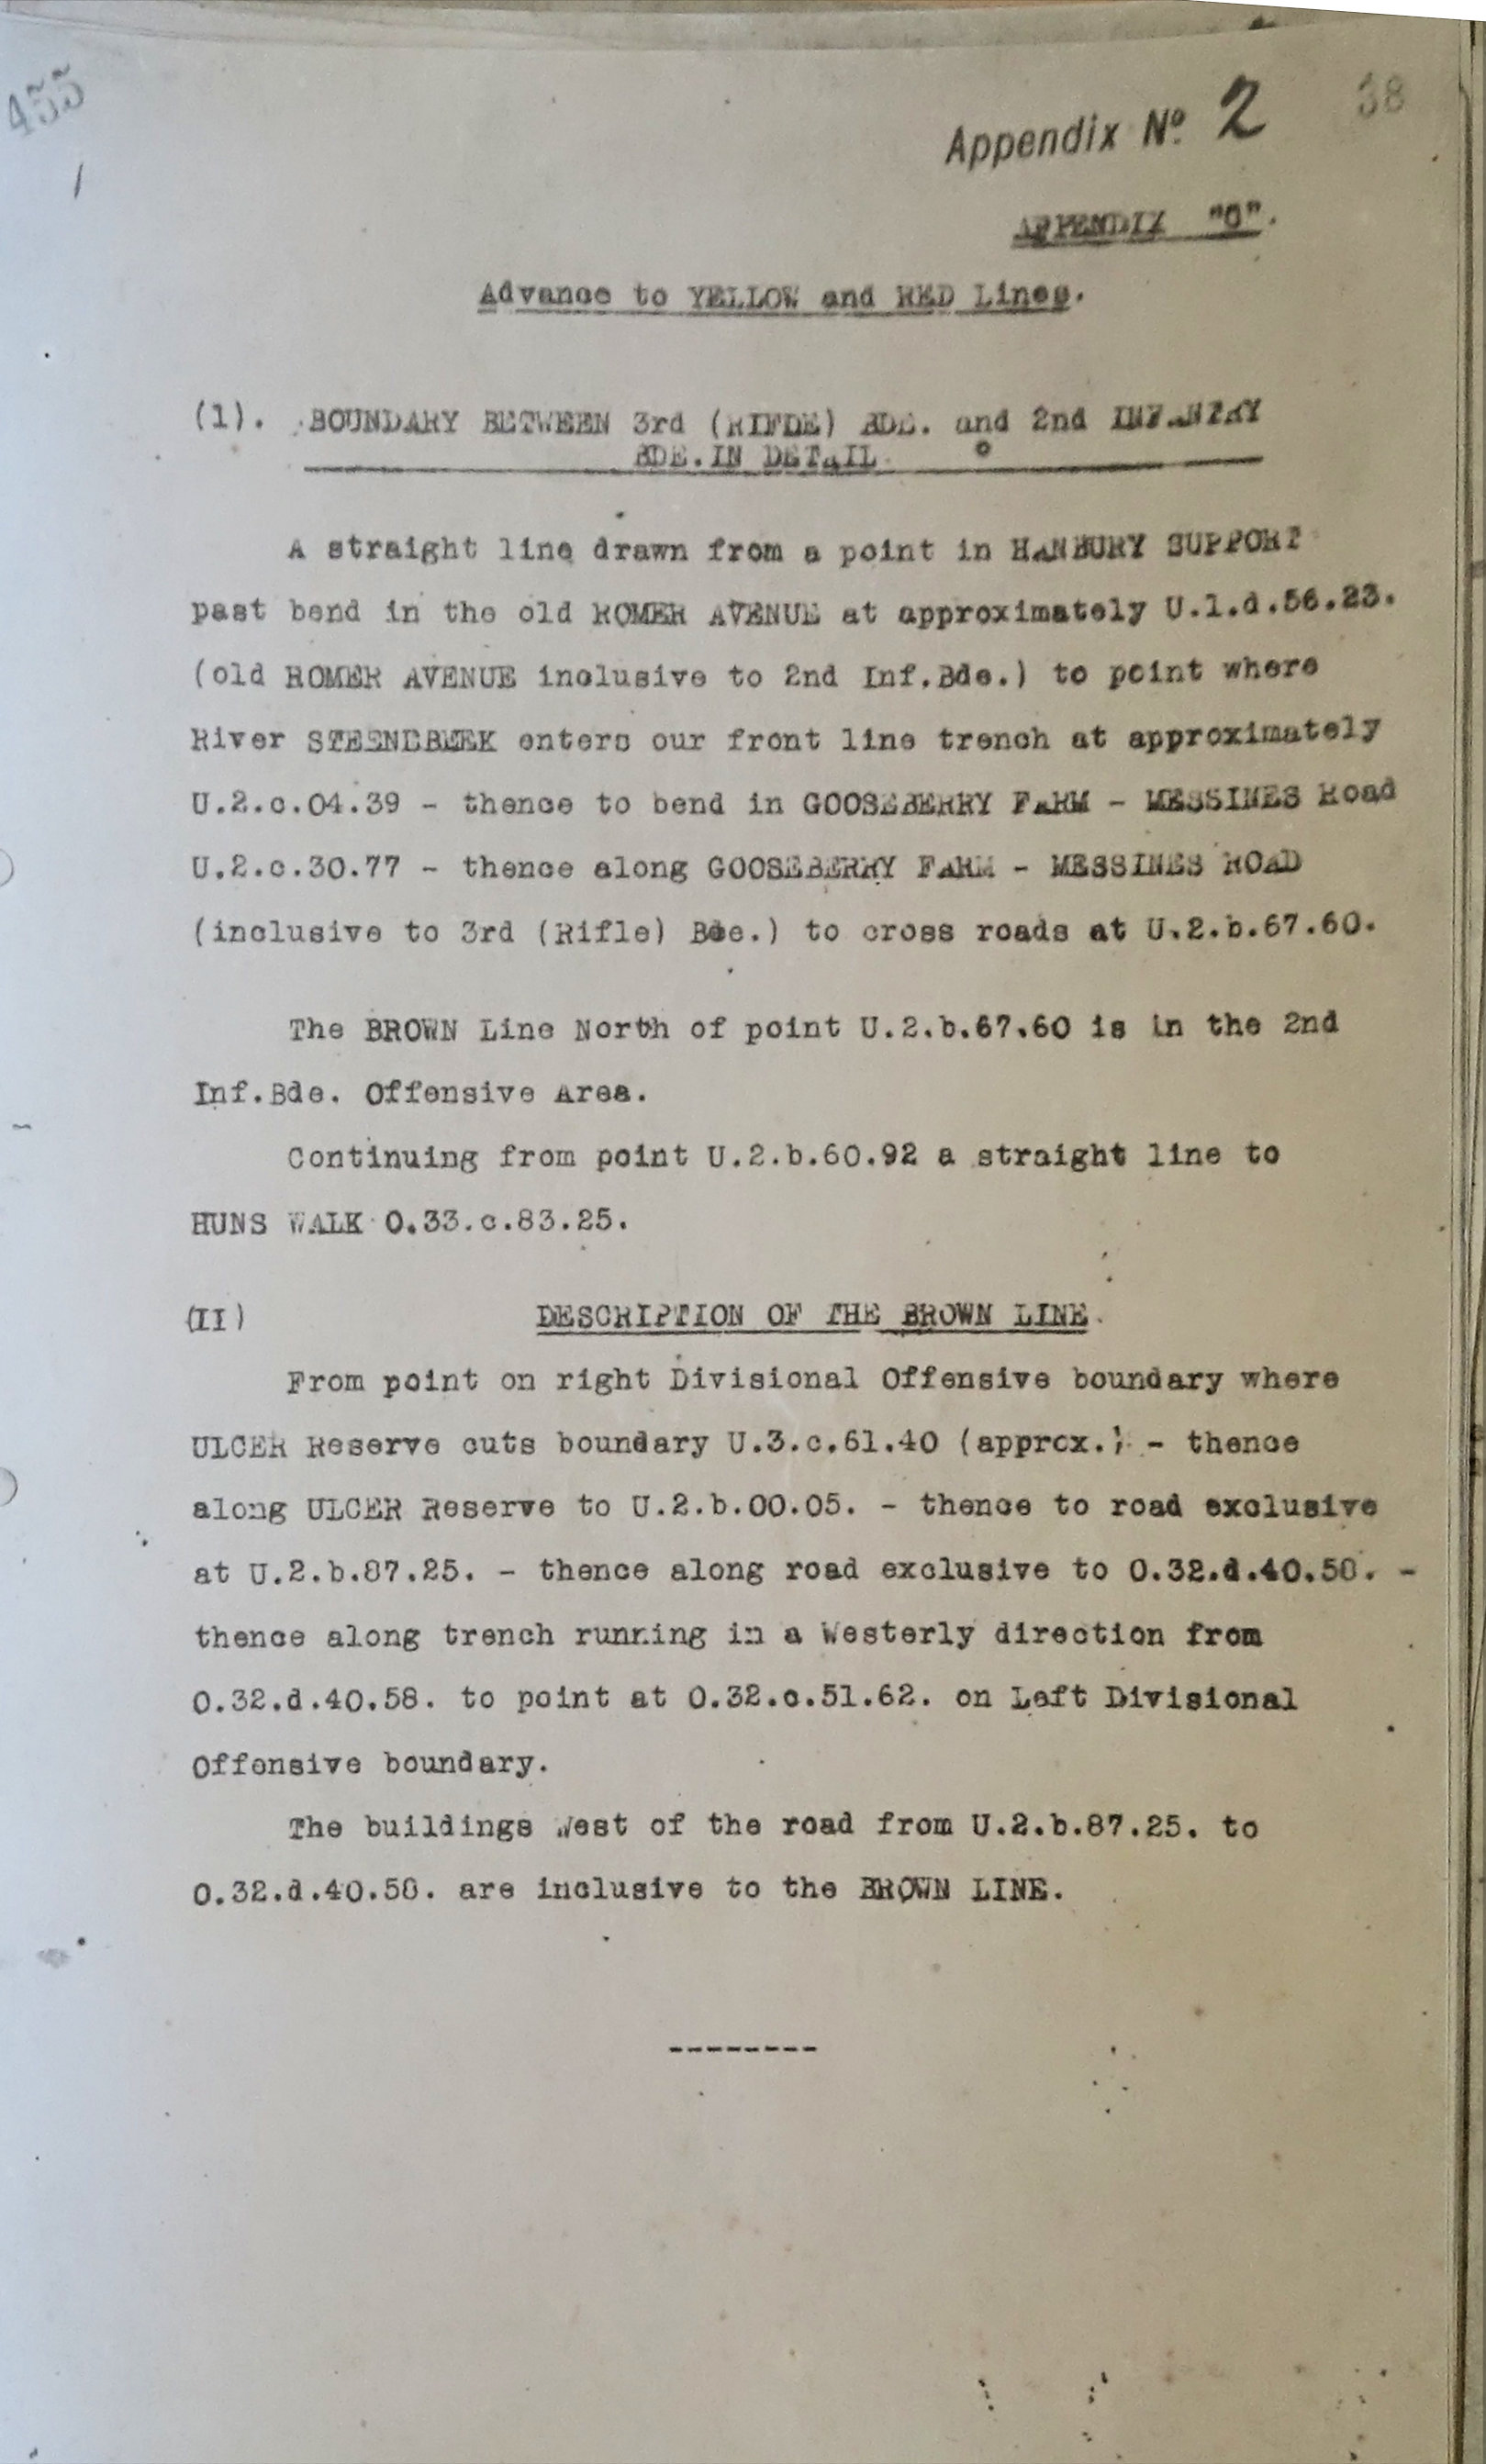 455
38
Appendix Nº 2
APPENDIX "C".
Advance to YELLOW and RED Lines.
(1). BOUNDARY BETWEEN 3rd (RIFLE) BDE. and 2nd INFANTRY
BDE.IN DETAIL
A straight line drawn from a point in HANBURY SUPPORT
past bend in the old ROMER AVENUE at approximately U.1.d.56.23.
(old ROMER AVENUE inclusive to 2nd Inf.Bde.) to point where
River STEENEBEEK enters our front line trench at approximately
U.2.c.04.39 - thence to bend in GOOSEBERRY FARM - MESSINES Road
U.2.c.30.77 - thence along GOOSEBERRY FARM - MESSINES ROAD
(inclusive to 3rd (Rifle) Bde.) to cross roads at U.2.b.67.60.
The BROWN Line North of point U.2.b.67.60 is in the 2nd
Inf.Bde. Offensive Area.
Continuing from point U.2.b.60.92 a straight line to
HUNS WALK O.33.c.83.25.
(II) DESCRIPTION OF THE BROWN LINE.
From point on right Divisional Offensive boundary where
ULCER Reserve cuts boundary U.3.c.61.40 (approx.) - thence
along ULCER Reserve to U.2.b.00.05. - thence to road exclusive
at U.2.b.87.25. - thence along road exclusive to O.32.d.40.58. -
thence along trench running in a Westerly direction from
O.32.d.40.58. to point at O.32.c.51.62. on Left Divisional
Offensive boundary.
The buildings West of the road from U.2.b.87.25. to
O.32.d.40.58. are inclusive to the BROWN LINE.
--------